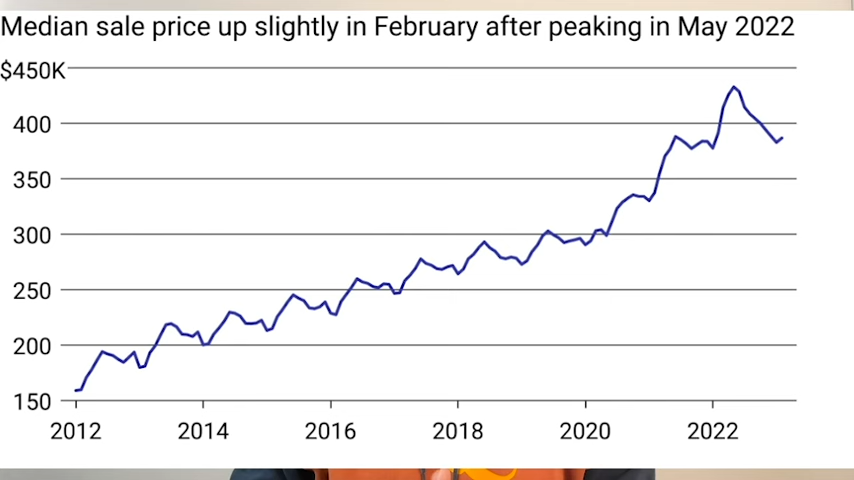 Median sale price up slightly in February after peaking in May 2022
$450K
400
350
300
250
200
150
2012 2014 2016 2018 2020 2022